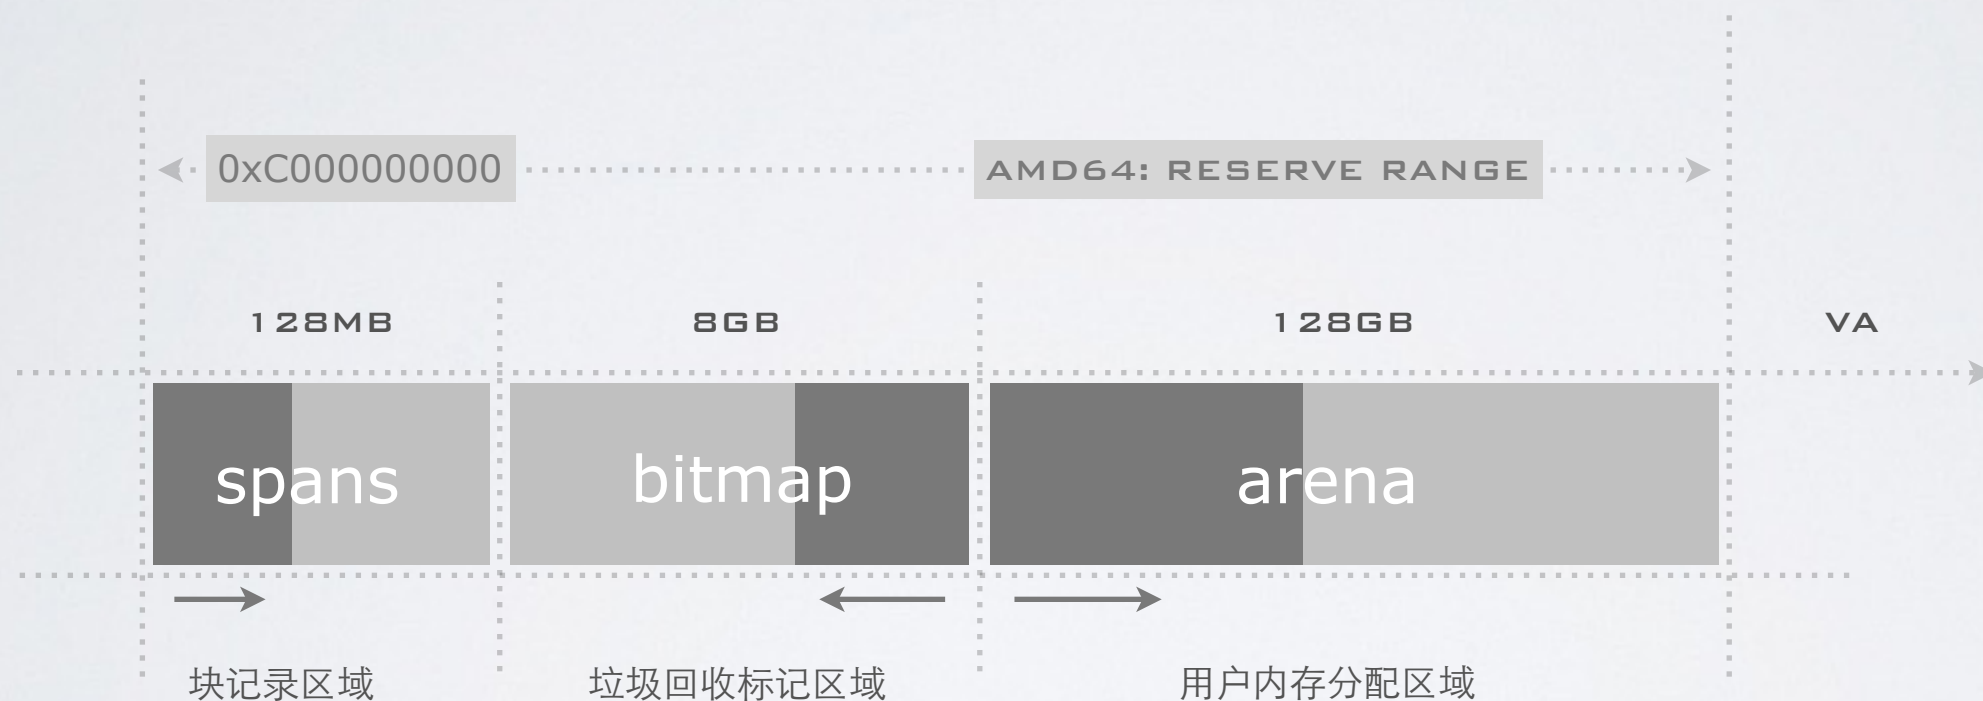 0xC000000000
AMD64: RESERVE RANGE
128MB
8GB
128GB
VA
spans
bitmap
arena
块记录区域
垃圾回收标记区域
用户内存分配区域